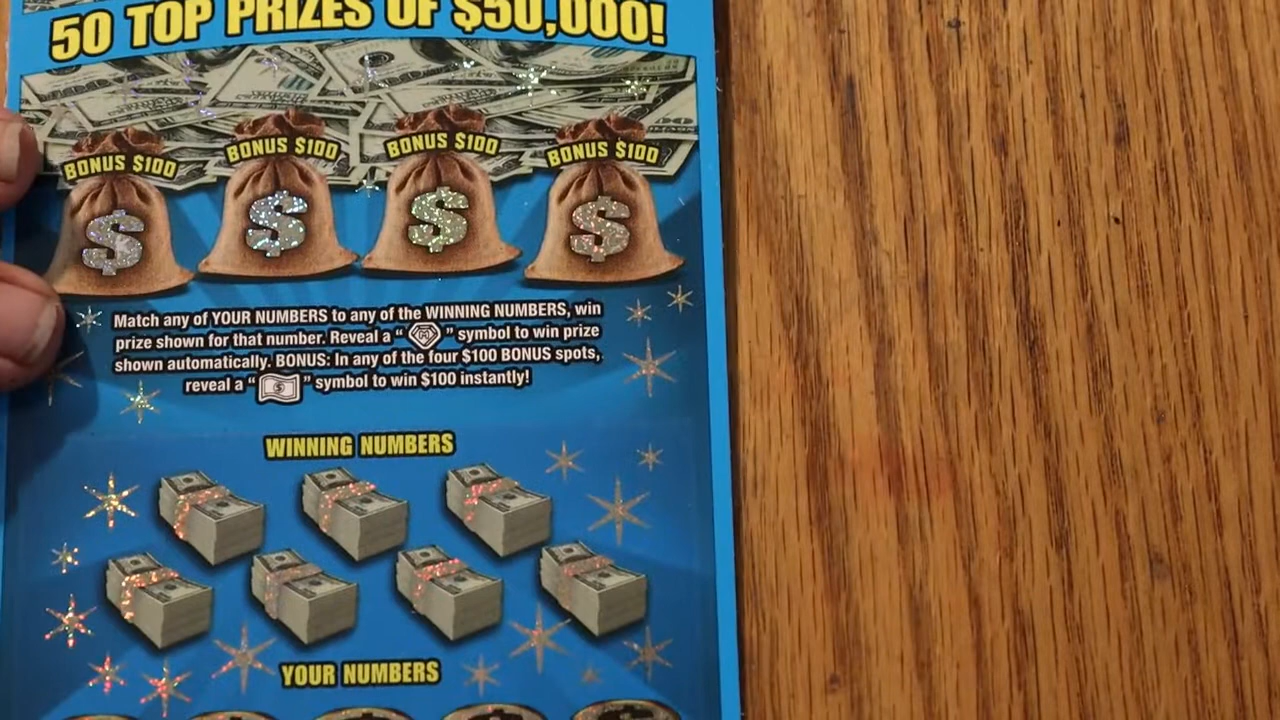 50 TOP PRIZES OF $50,000!
BONUS $100 BONUS $100 BONUS $100 BONUS $100
$ $ $ $
Match any of YOUR NUMBERS to any of the WINNING NUMBERS, win
prize shown for that number. Reveal a “ ” symbol to win prize
shown automatically. BONUS: In any of the four $100 BONUS spots,
reveal a “ $ ” symbol to win $100 instantly!
WINNING NUMBERS
YOUR NUMBERS